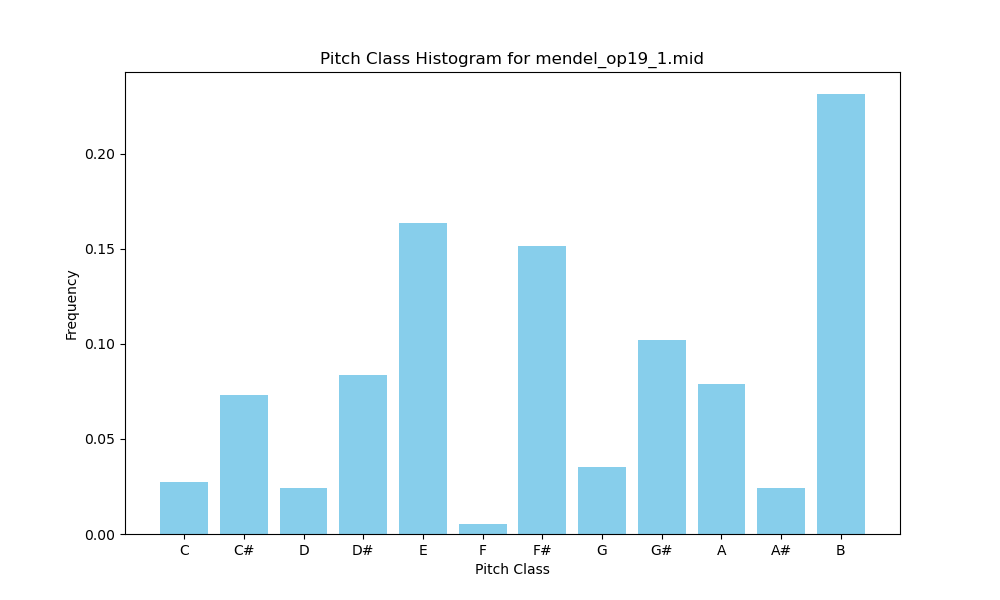 Pitch Class Histogram for mendel_op19_1.mid
Frequency
0.20
0.15
0.10
0.05
0.00
C C# D D# E F F# G G# A A# B
Pitch Class